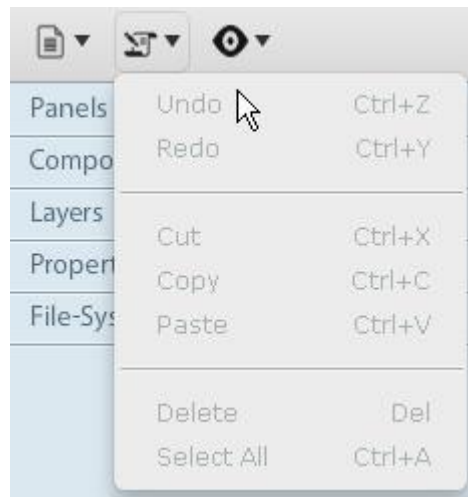 Panels
Compo
Layers
Propert
File-Sys
Undo Ctrl+Z
Redo Ctrl+Y
Cut Ctrl+X
Copy Ctrl+C
Paste Ctrl+V
Delete Del
Select All Ctrl+A